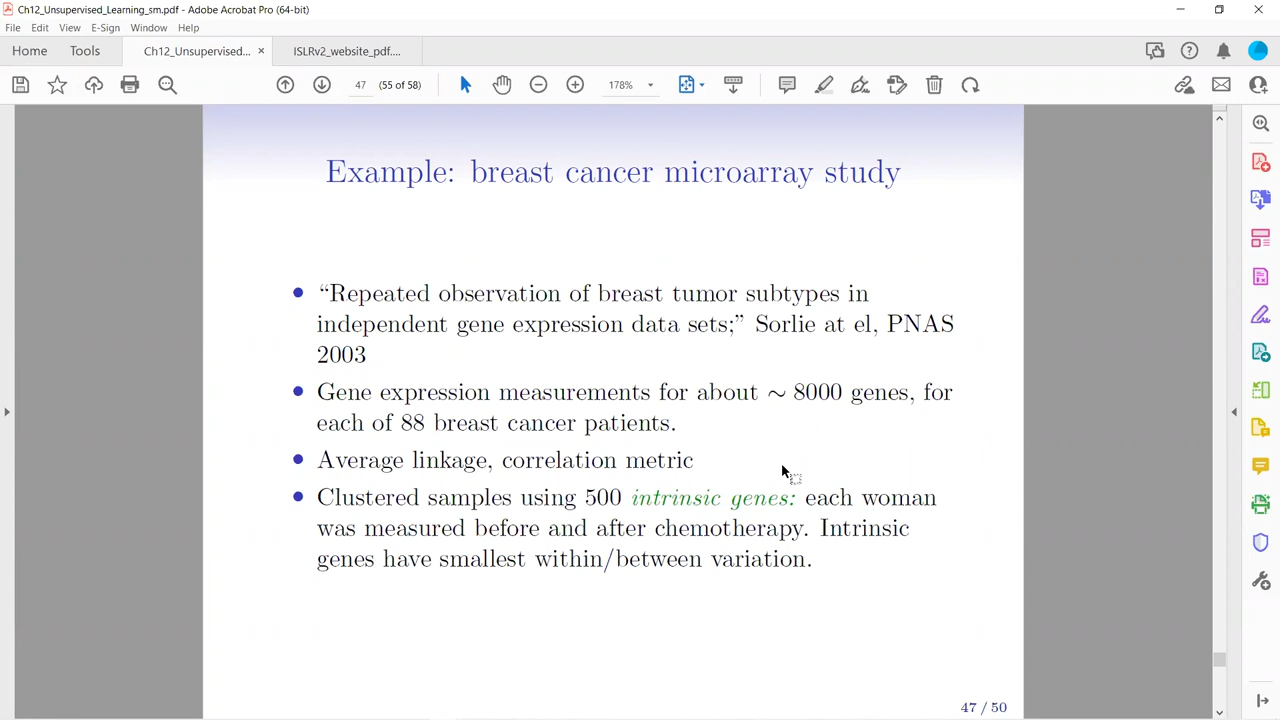 Ch12_Unsupervised_Learning_sm.pdf - Adobe Acrobat Pro (64-bit)
File Edit View E-Sign Window Help
Home Tools Ch12_Unsupervised... × ISLRv2_website_pdf....
47 (55 of 58) 178%
Example: breast cancer microarray study
• “Repeated observation of breast tumor subtypes in
independent gene expression data sets;” Sorlie at el, PNAS
2003
• Gene expression measurements for about ∼ 8000 genes, for
each of 88 breast cancer patients.
• Average linkage, correlation metric
• Clustered samples using 500 intrinsic genes: each woman
was measured before and after chemotherapy. Intrinsic
genes have smallest within/between variation.
47 / 50